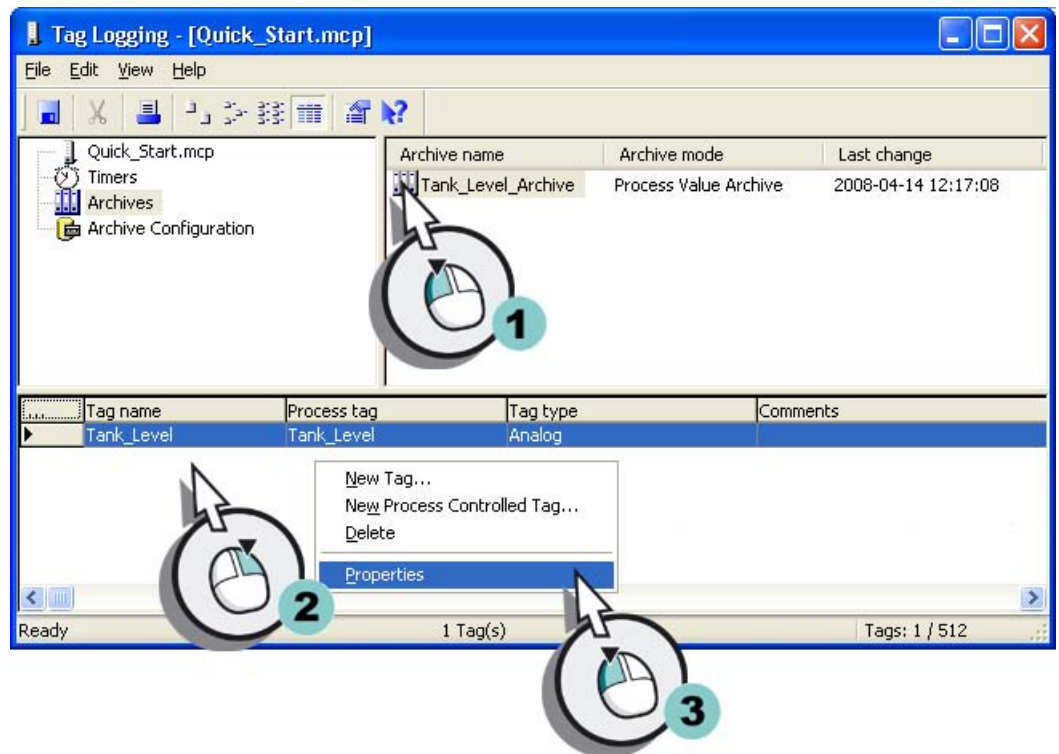 Tag Logging - [Quick_Start.mcp]
File Edit View Help
Quick_Start.mcp
Timers
Archives
Archive Configuration
Archive name Archive mode Last change
Tank_Level_Archive Process Value Archive 2008-04-14 12:17:08
1
Tag name Process tag Tag type Comments
Tank_Level Tank_Level Analog
New Tag...
New Process Controlled Tag...
Delete
Properties
2
Ready 1 Tag(s) Tags: 1 / 512
3